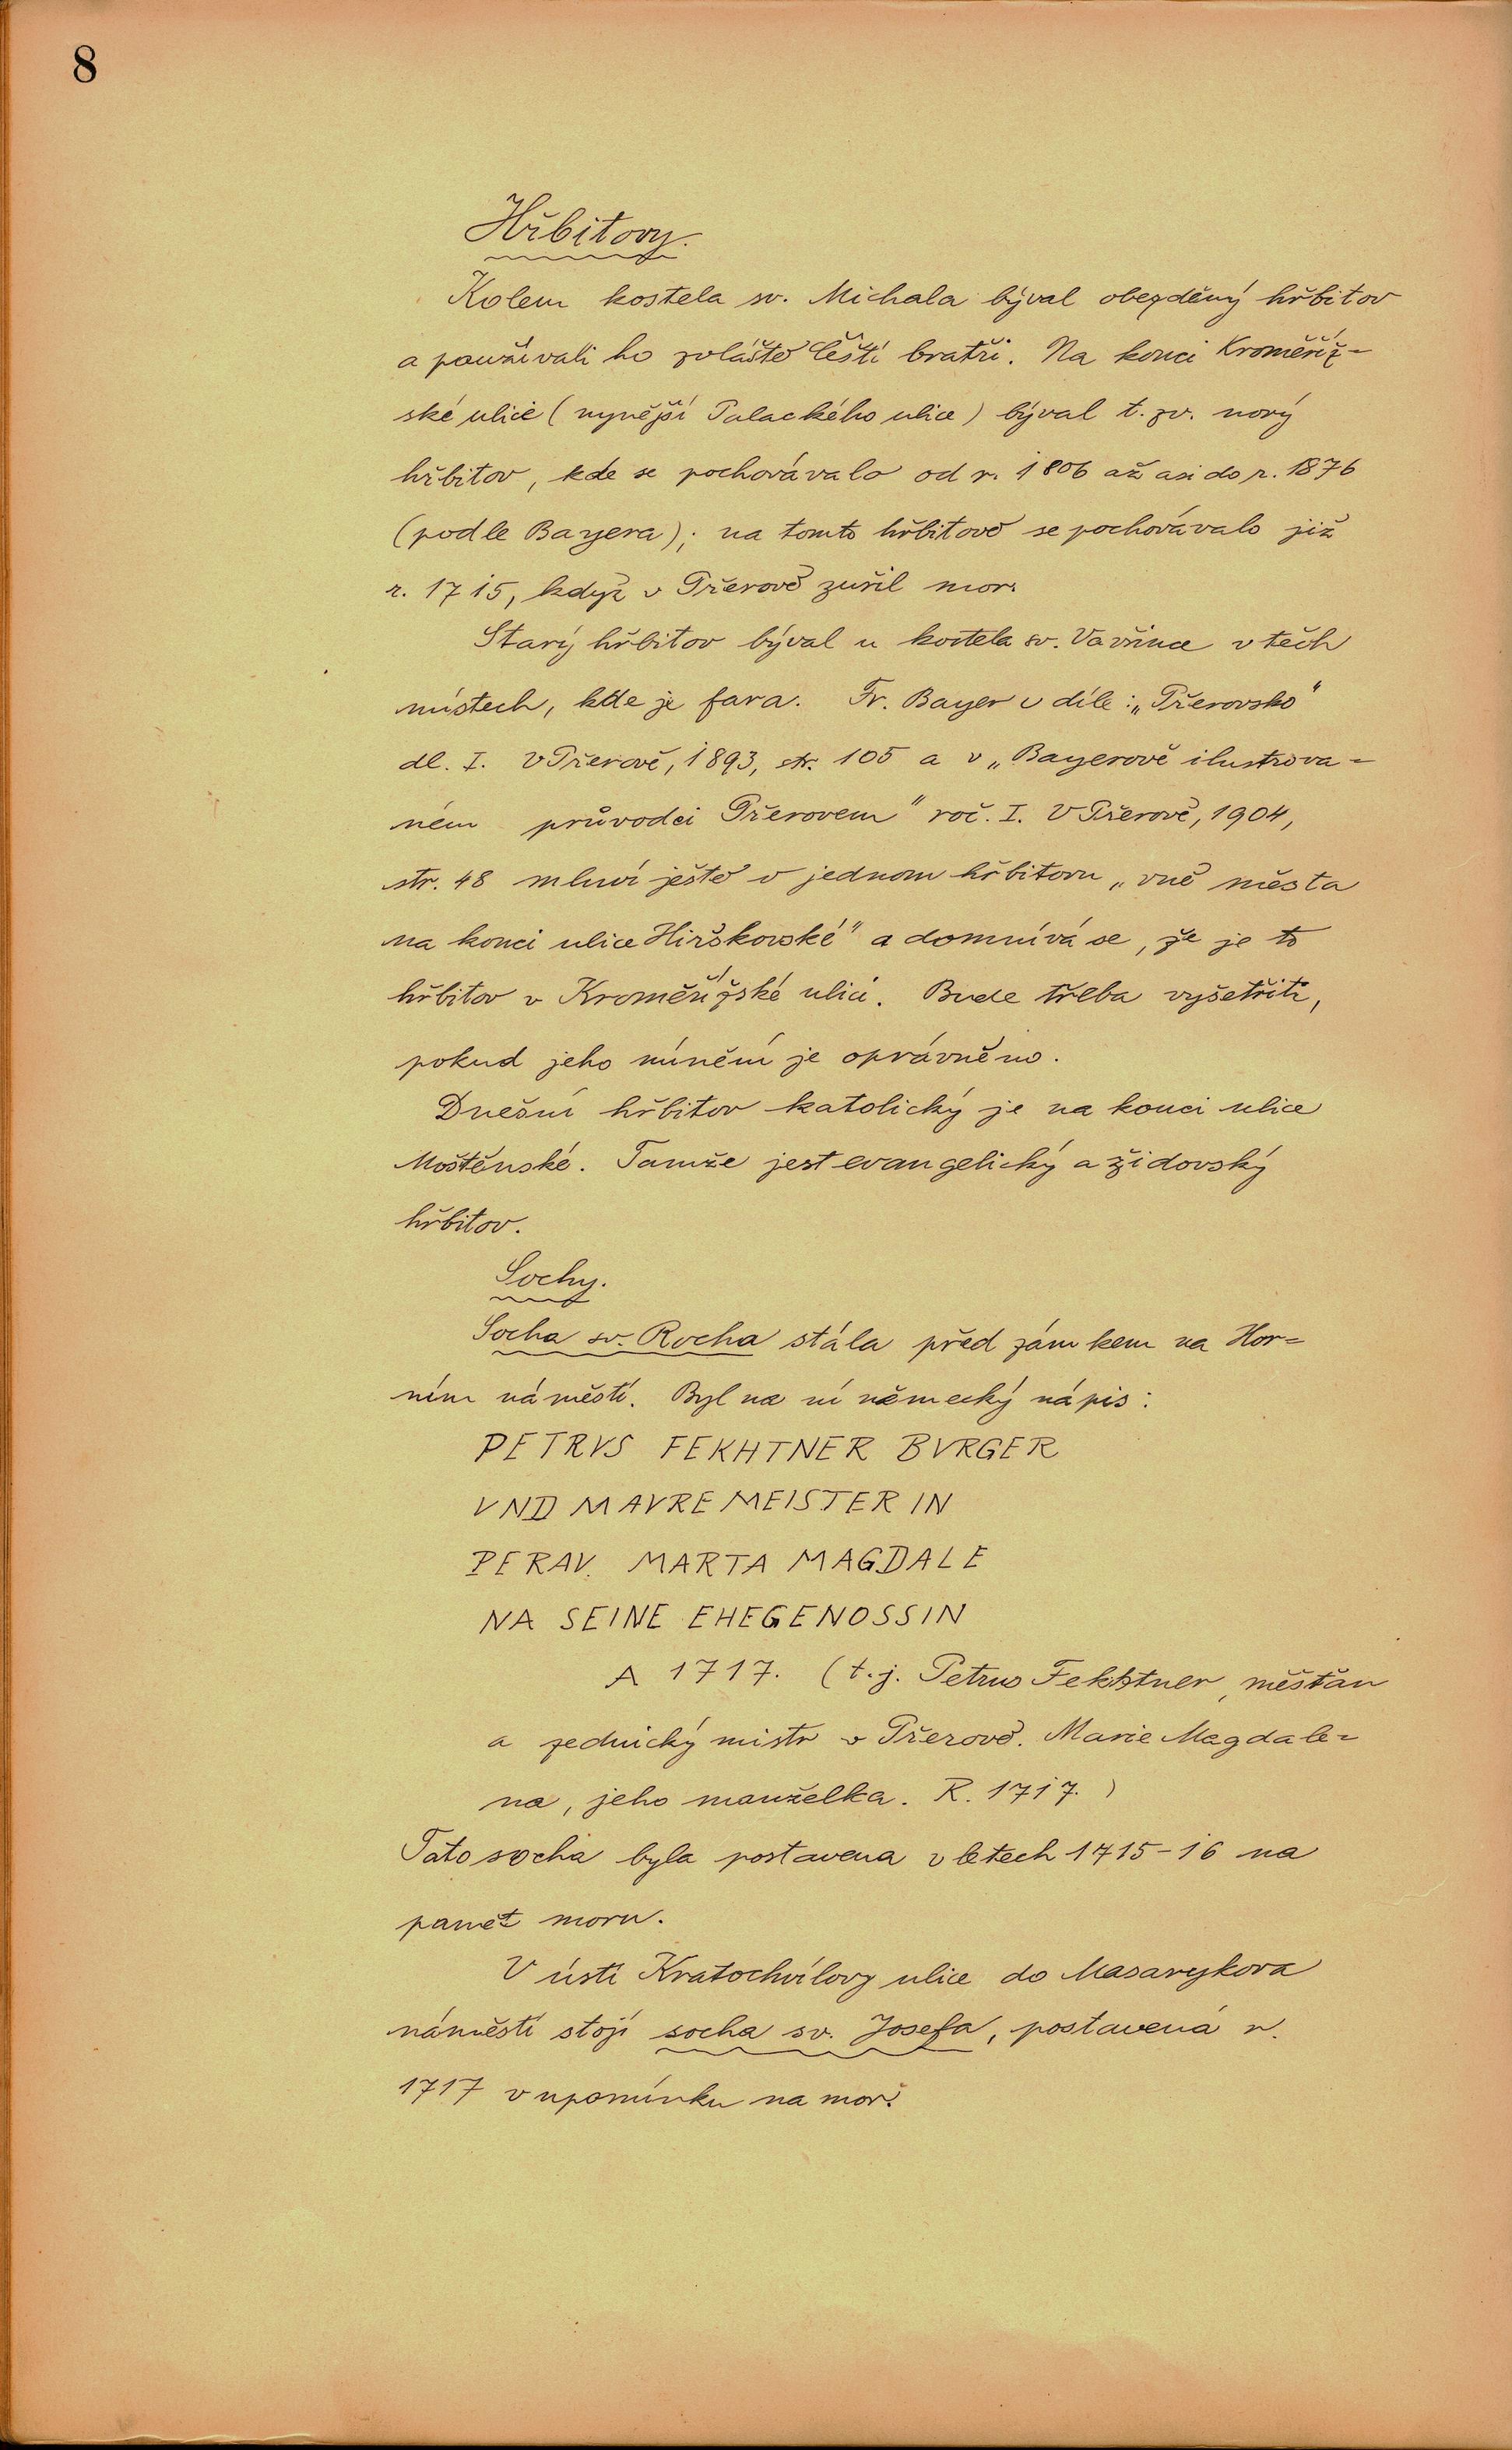 8
Hřbitovy.
Kolem kostela sv. Michala býval obezděný hřbitov
a používali ho zvláště Čeští bratři. Na konci Kroměříž-
ské ulice (nynější Palackého ulice) býval t. zv. nový
hřbitov, kde se pochovávalo od r. 1806 až asi do r. 1876
(podle Bayera); na tomto hřbitově se pochovávalo již
r. 1715, když v Přerově zuřil mor.
Starý hřbitov býval u kostela sv. Vavřince v těch
místech, kde je fara. Fr. Bayer v díle: „Přerovsko"
dl. I. V Přerově, 1893, str. 105 a v „Bayerově ilustrova-
ném průvodci Přerovem" roč. I. V Přerově, 1904,
str. 48 mluví ještě o jednom hřbitovu „vně města
na konci ulice Hirškovské" a domnívá se, že je to
hřbitov v Kroměřížské ulici. Bude třeba vyšetřiti,
pokud jeho mínění je oprávněno.
Dnešní hřbitov katolický je na konci ulice
Moštěnské. Tamže jest evangelický a židovský
hřbitov.
Sochy.
Socha sv. Rocha stála před zámkem na Hor-
ním náměstí. Byl na ní německý nápis:
PETRVS FEKHTNER BVRGER
VND MAVREMEISTER IN
PERAV. MARTA MAGDALE
NA SEINE EHEGENOSSIN
A 1717. (t. j. Petrus Fekhtner, měšťan
a zednický mistr v Přerově. Marie Magdale-
na, jeho manželka. R. 1717.)
Tato socha byla postavena v letech 1715-16 na
paměť moru.
V ústí Kratochvílovy ulice do Masarykova
náměstí stojí socha sv. Josefa, postavená r.
1717 v upomínku na mor.